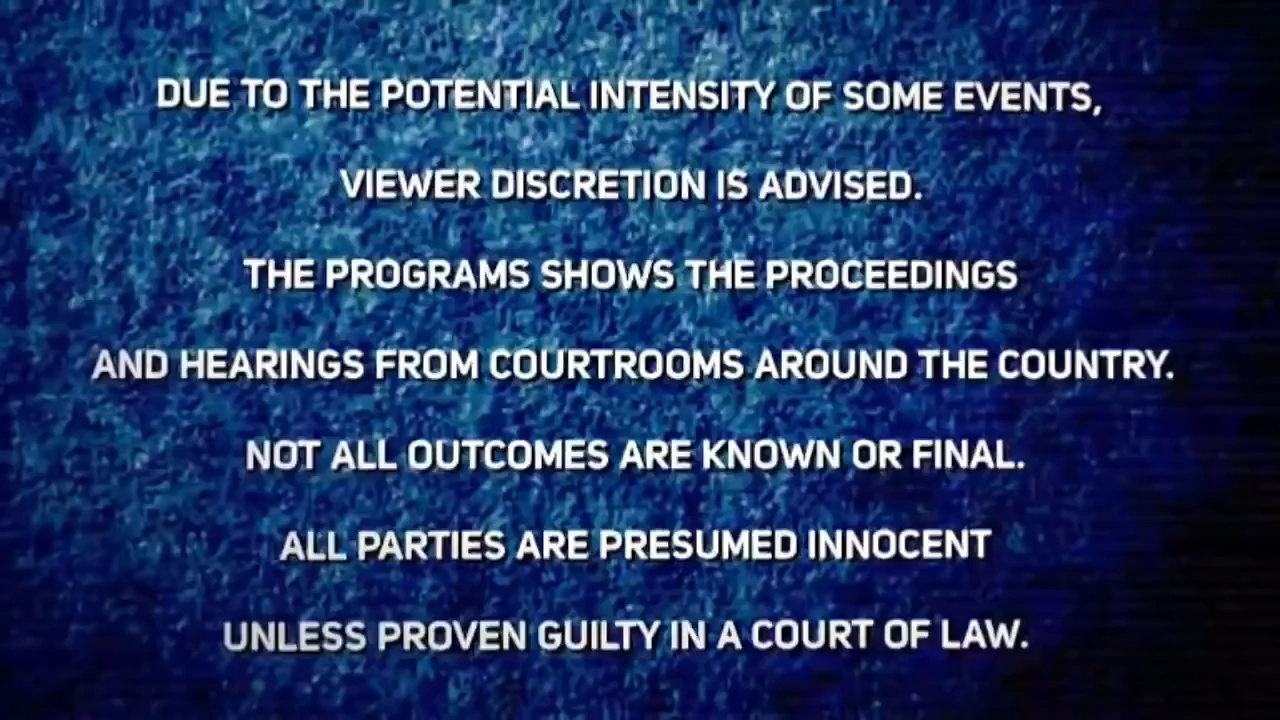 DUE TO THE POTENTIAL INTENSITY OF SOME EVENTS,
VIEWER DISCRETION IS ADVISED.
THE PROGRAMS SHOWS THE PROCEEDINGS
AND HEARINGS FROM COURTROOMS AROUND THE COUNTRY.
NOT ALL OUTCOMES ARE KNOWN OR FINAL.
ALL PARTIES ARE PRESUMED INNOCENT
UNLESS PROVEN GUILTY IN A COURT OF LAW.